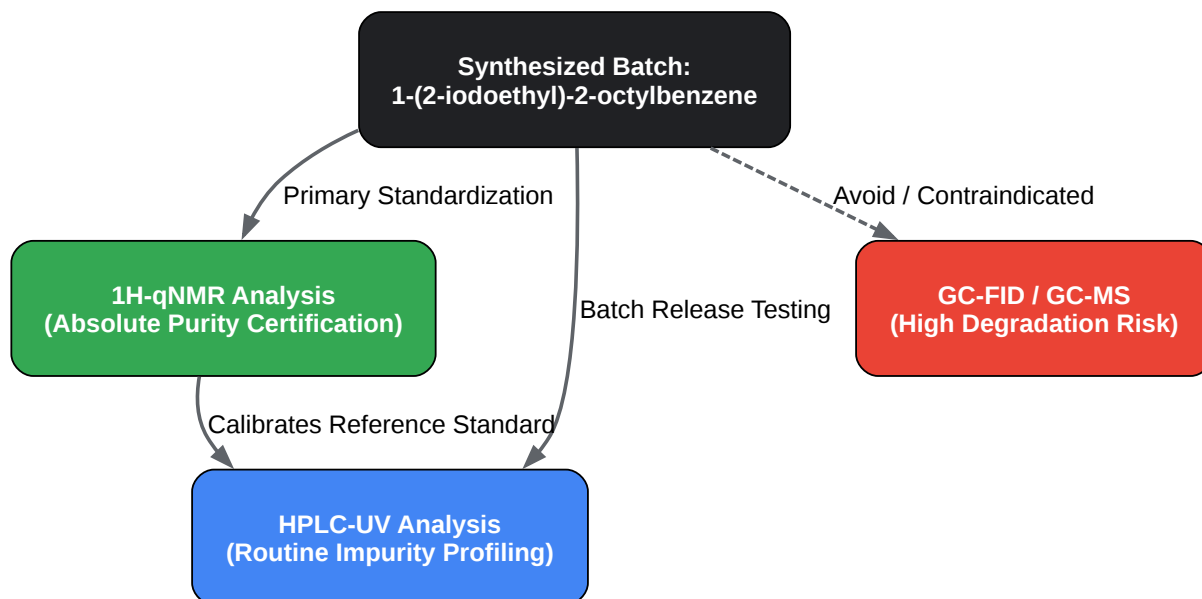 Synthesized Batch:
1-(2-iodoethyl)-2-octylbenzene
Primary Standardization
Avoid / Contraindicated
1H-qNMR Analysis
(Absolute Purity Certification)
GC-FID / GC-MS
(High Degradation Risk)
Batch Release Testing
Calibrates Reference Standard
HPLC-UV Analysis
(Routine Impurity Profiling)